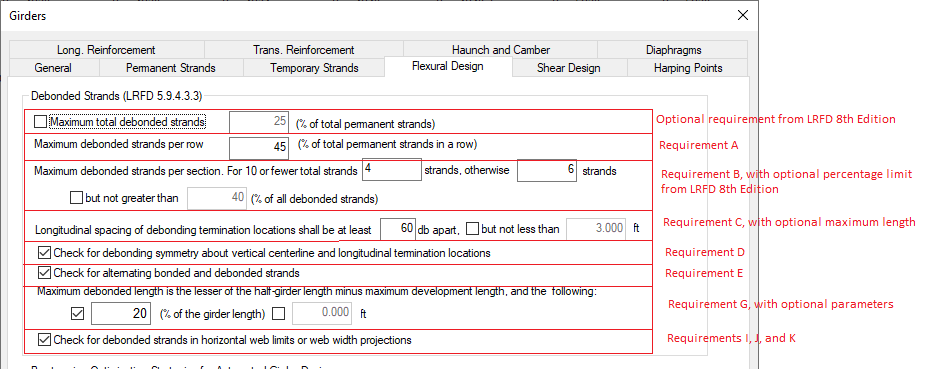 Girders
Long. Reinforcement Trans. Reinforcement Haunch and Camber Diaphragms
General Permanent Strands Temporary Strands Flexural Design Shear Design Harping Points
Debonded Strands (LRFD 5.9.4.3.3)
Maximum total debonded strands 25 (% of total permanent strands) Optional requirement from LRFD 8th Edition
Maximum debonded strands per row 45 (% of total permanent strands in a row) Requirement A
Maximum debonded strands per section. For 10 or fewer total strands 4 strands, otherwise 6 strands Requirement B, with optional percentage limit
from LRFD 8th Edition
but not greater than 40 (% of all debonded strands)
Longitudinal spacing of debonding termination locations shall be at least 60 db apart, but not less than 3.000 ft Requirement C, with optional maximum length
Check for debonding symmetry about vertical centerline and longitudinal termination locations Requirement D
Check for alternating bonded and debonded strands Requirement E
Maximum debonded length is the lesser of the half-girder length minus maximum development length, and the following:
20 (% of the girder length) 0.000 ft Requirement G, with optional parameters
Check for debonded strands in horizontal web limits or web width projections Requirements I, J, and K